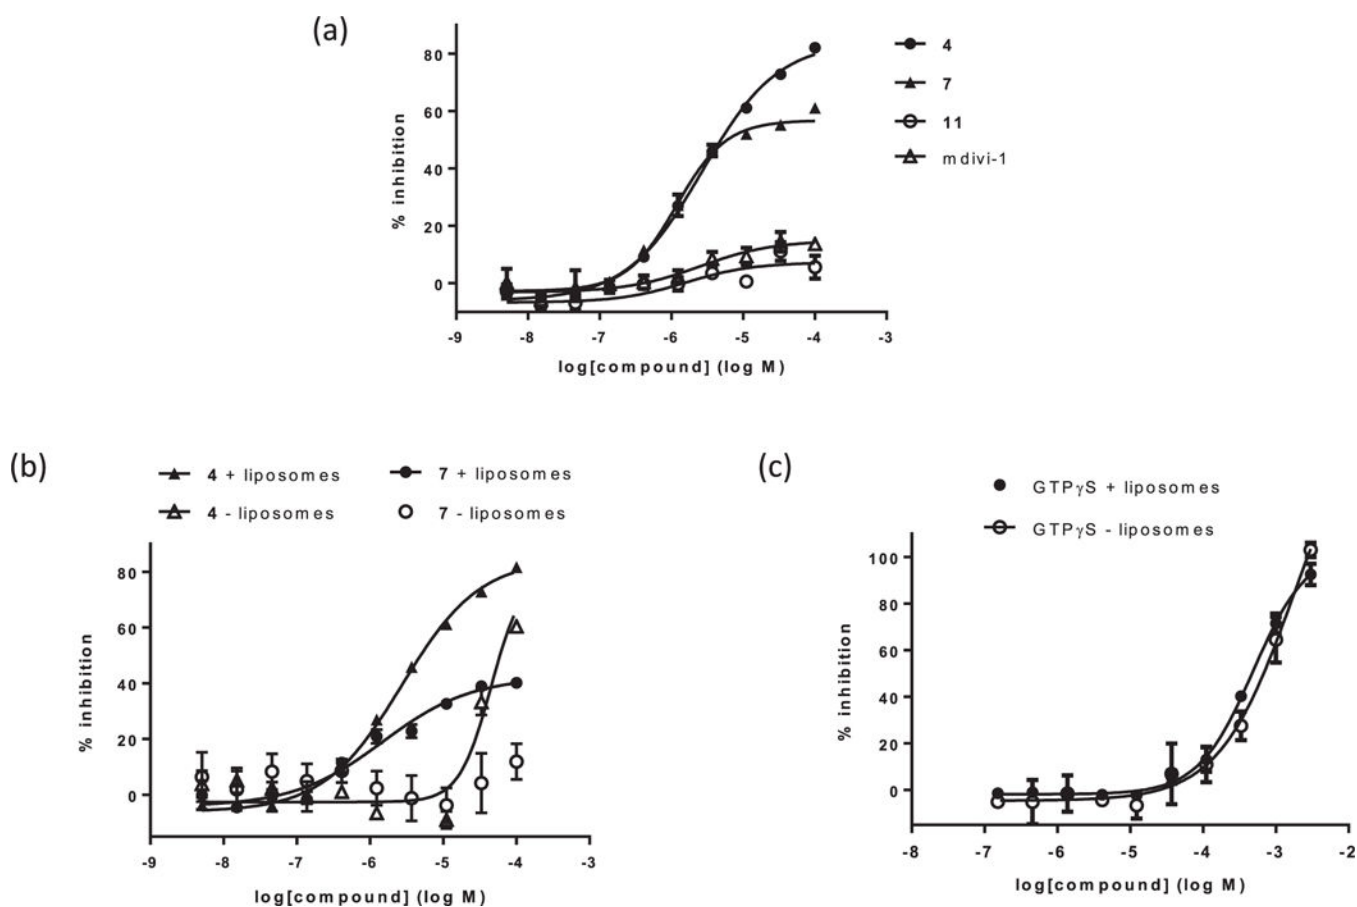 (a)
80
60
40
20
0
% inhibition
-9 -8 -7 -6 -5 -4 -3
log[compound] (log M)
4
7
11
mdivi-1
(b)
4 + liposomes 7 + liposomes
4 - liposomes 7 - liposomes
80
60
40
20
0
% inhibition
-9 -8 -7 -6 -5 -4 -3
log[compound] (log M)
(c)
GTPγS + liposomes
GTPγS - liposomes
100
80
60
40
20
0
% inhibition
-8 -7 -6 -5 -4 -3 -2
log[compound] (log M)